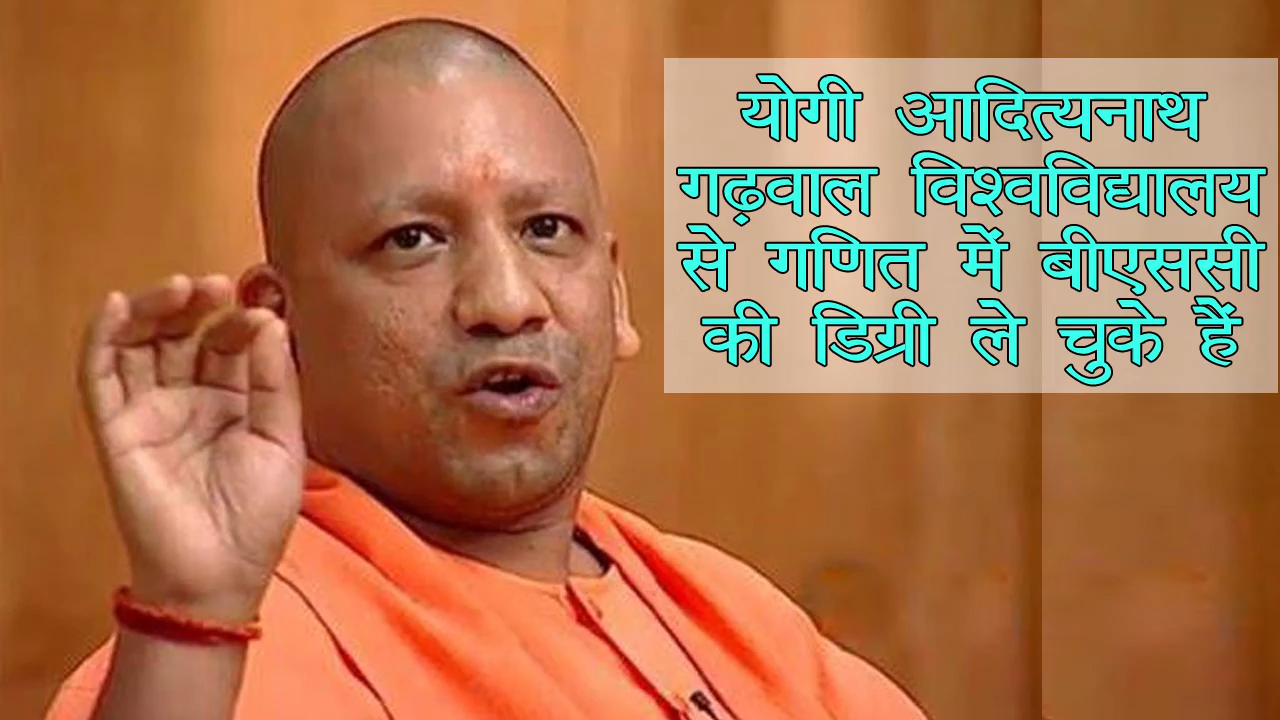 योगी आदित्यनाथ
गढ़वाल विश्वविद्यालय
से गणित में बीएससी
की डिग्री ले चुके हैं